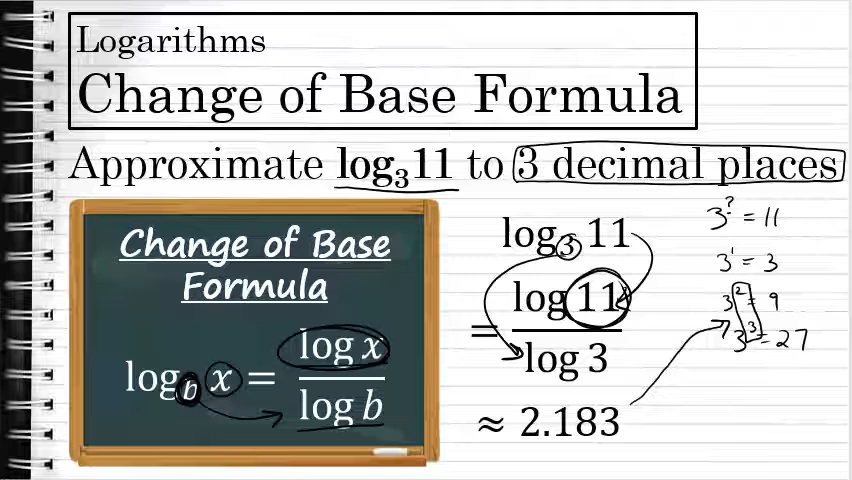 Logarithms
Change of Base Formula
Approximate log₃11 to 3 decimal places
Change of Base
Formula
log_b x = log x / log b
log₃ 11
= log 11 / log 3
≈ 2.183
3^? = 11
3¹ = 3
3² = 9
3³ = 27